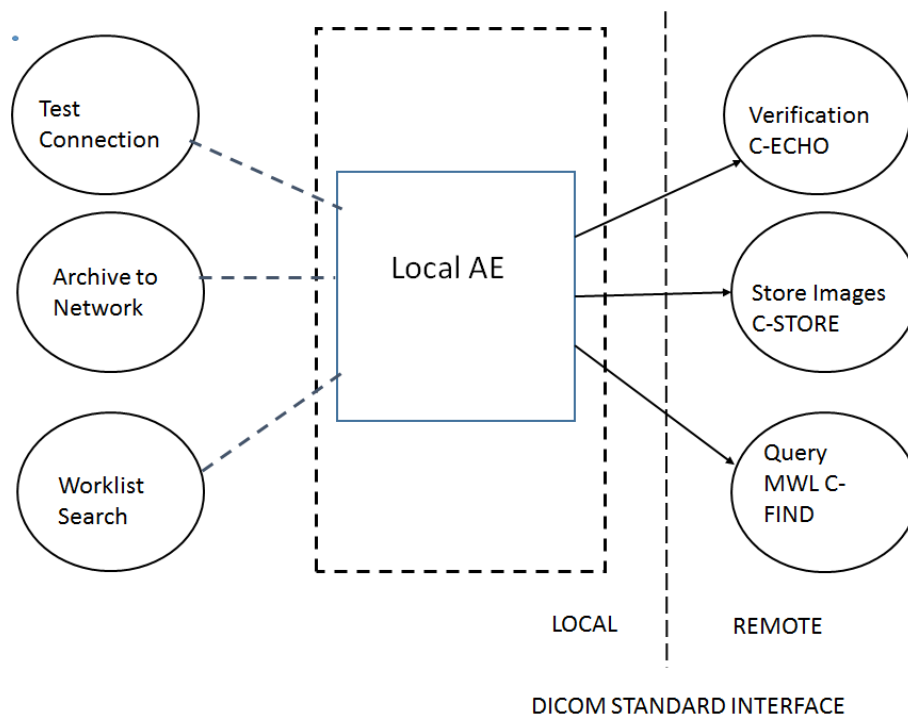 Test
Connection
Archive to
Network
Worklist
Search
Local AE
Verification
C-ECHO
Store Images
C-STORE
Query
MWL C-
FIND
LOCAL
REMOTE
DICOM STANDARD INTERFACE